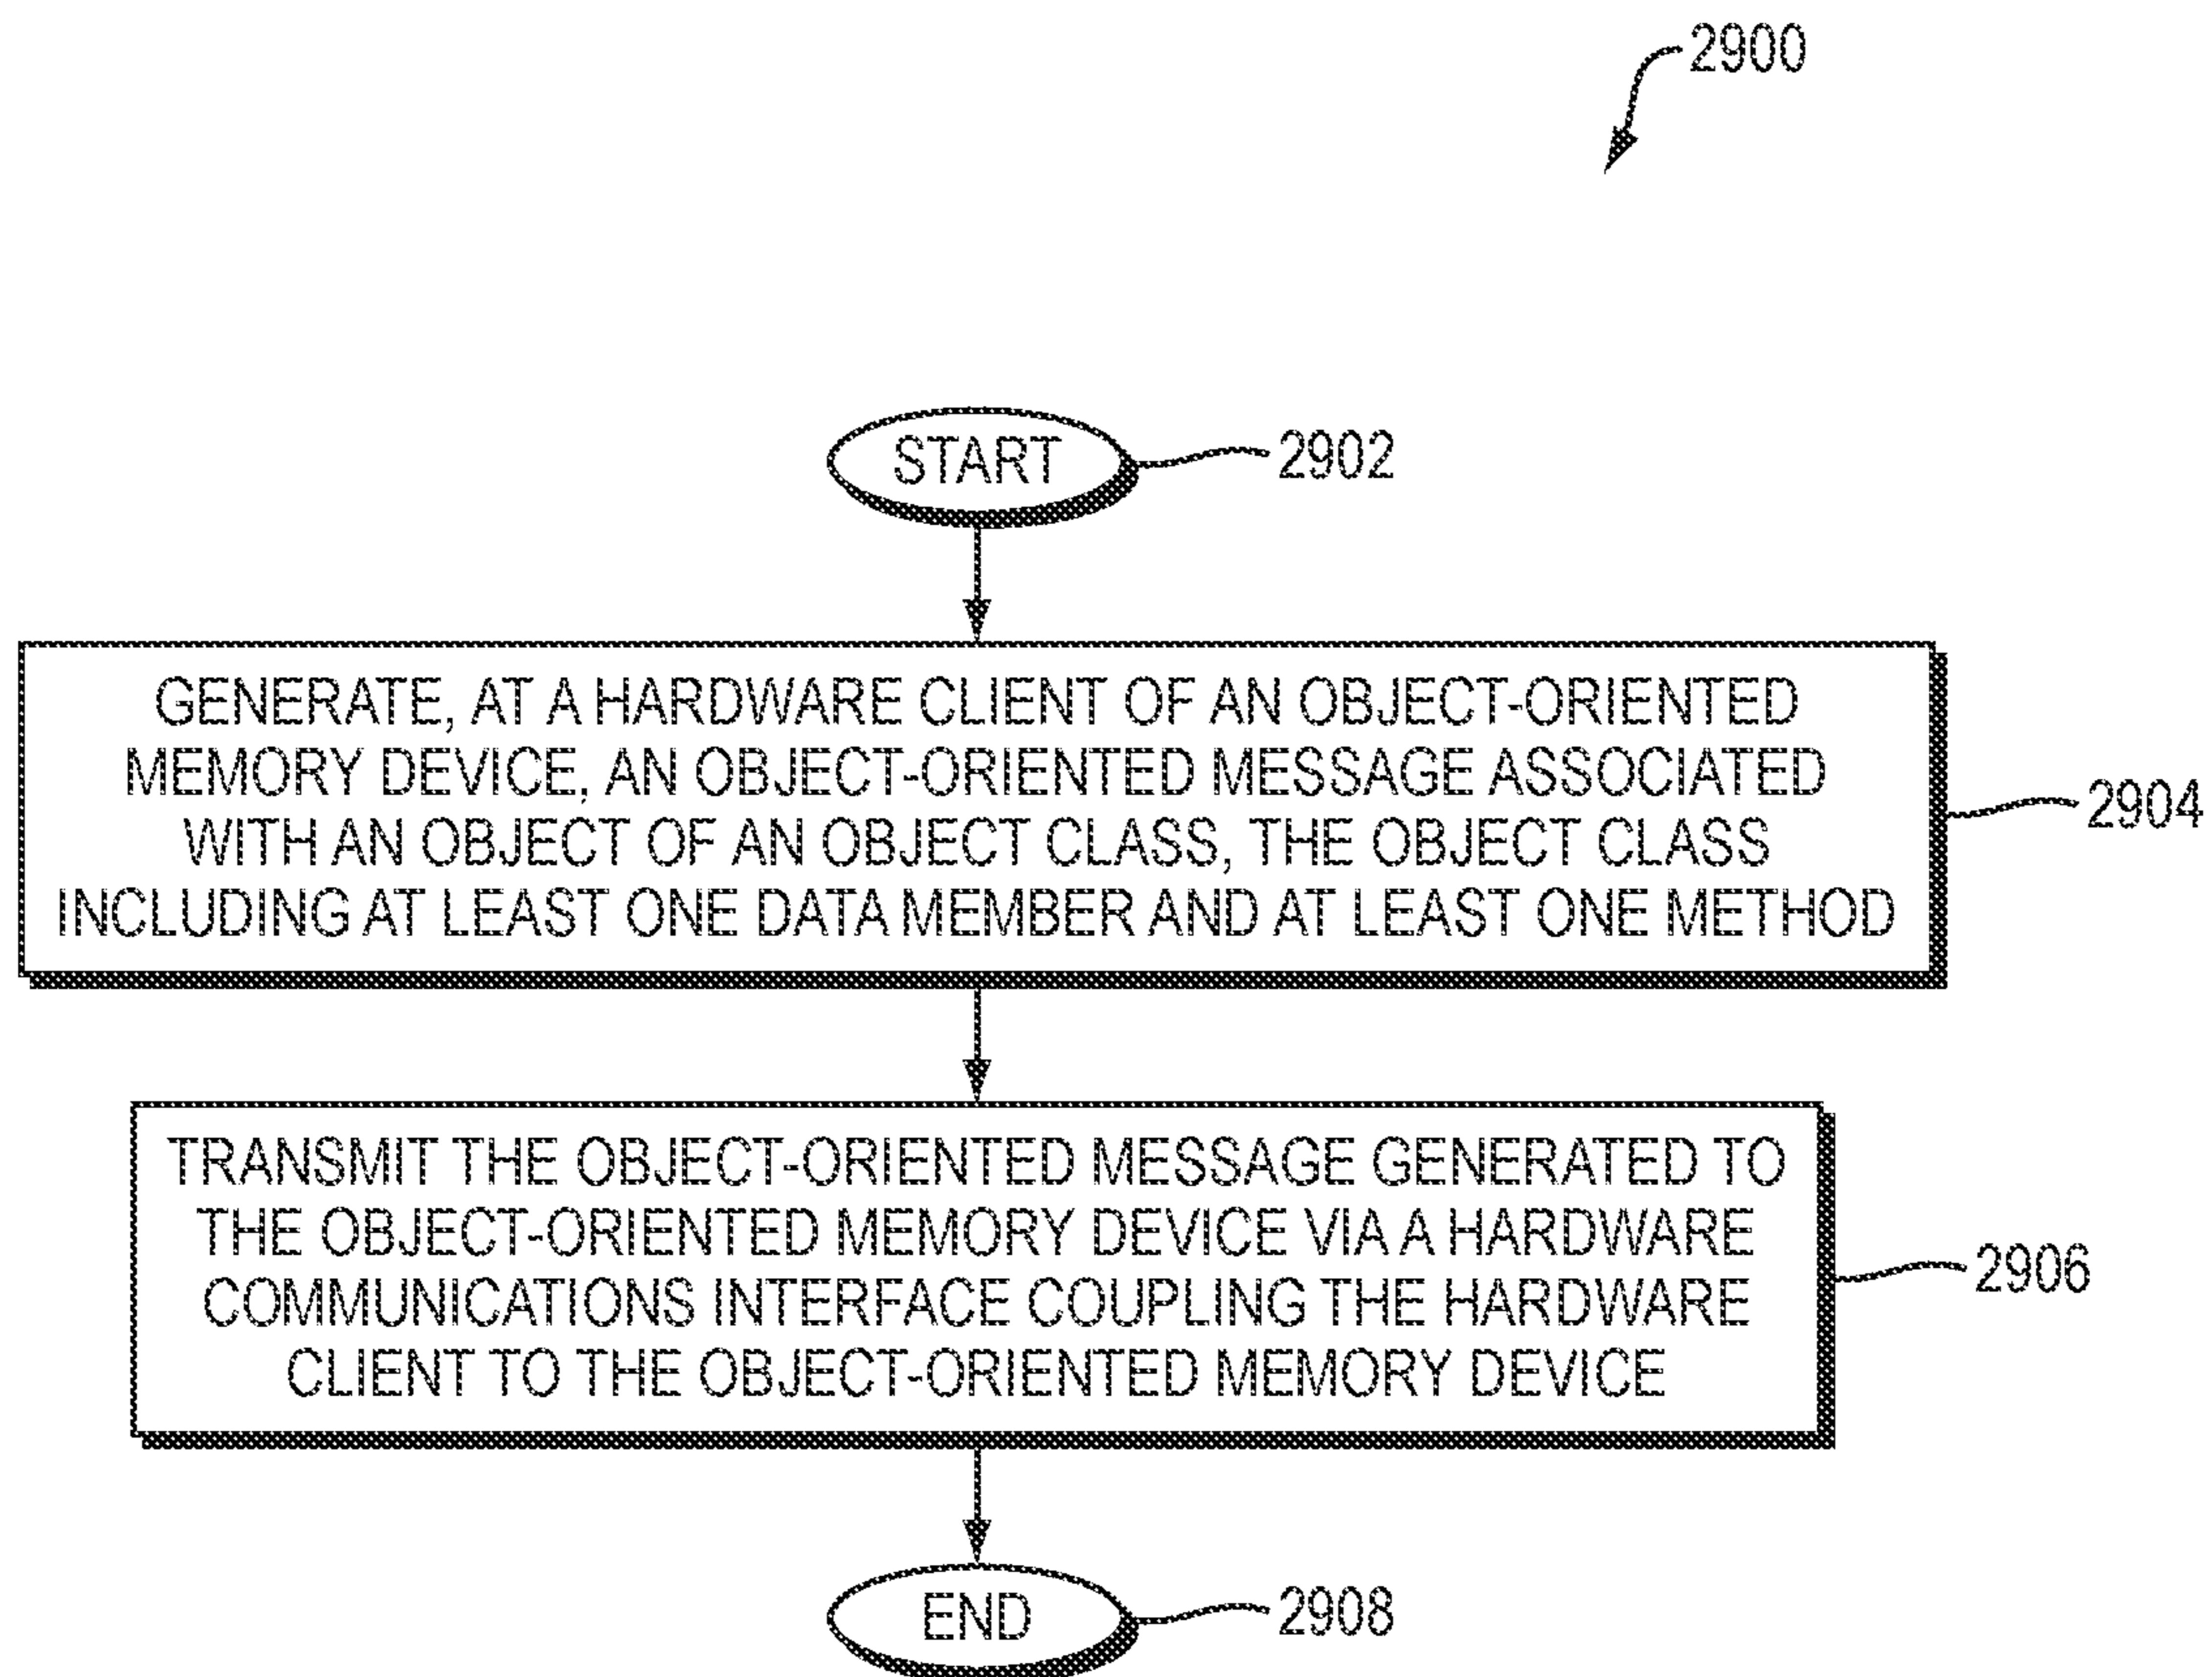 2900
START
2902
GENERATE, AT A HARDWARE CLIENT OF AN OBJECT-ORIENTED
MEMORY DEVICE, AN OBJECT-ORIENTED MESSAGE ASSOCIATED
WITH AN OBJECT OF AN OBJECT CLASS, THE OBJECT CLASS
INCLUDING AT LEAST ONE DATA MEMBER AND AT LEAST ONE METHOD
2904
TRANSMIT THE OBJECT-ORIENTED MESSAGE GENERATED TO
THE OBJECT-ORIENTED MEMORY DEVICE VIA A HARDWARE
COMMUNICATIONS INTERFACE COUPLING THE HARDWARE
CLIENT TO THE OBJECT-ORIENTED MEMORY DEVICE
2906
END
2908